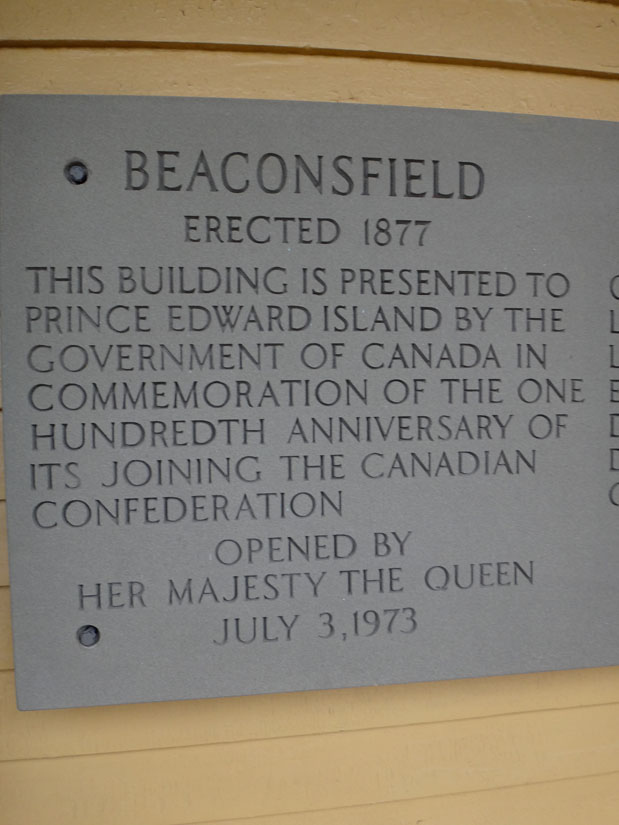 BEACONSFIELD
ERECTED 1877
THIS BUILDING IS PRESENTED TO
PRINCE EDWARD ISLAND BY THE
GOVERNMENT OF CANADA IN
COMMEMORATION OF THE ONE
HUNDREDTH ANNIVERSARY OF
ITS JOINING THE CANADIAN
CONFEDERATION
OPENED BY
HER MAJESTY THE QUEEN
JULY 3,1973